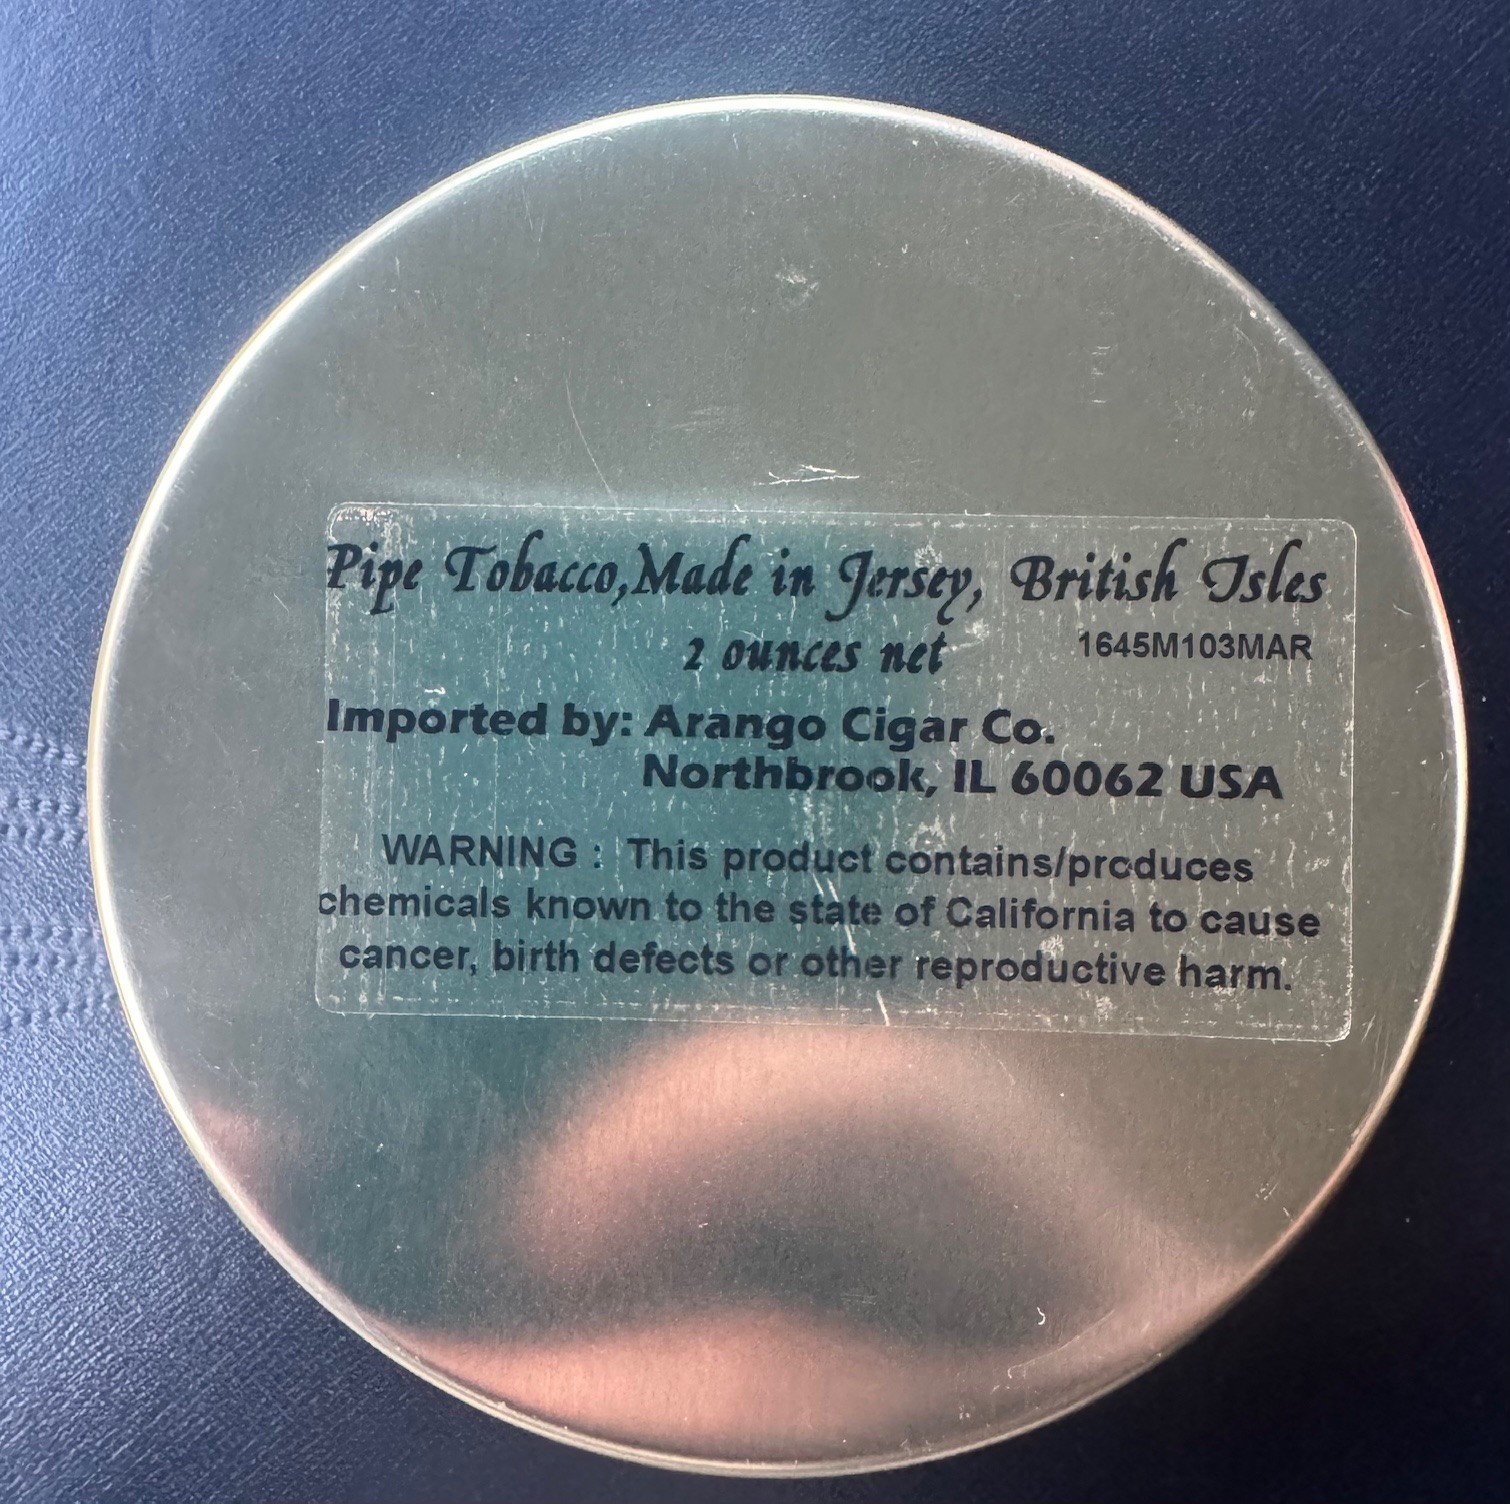 Pipe Tobacco,Made in Jersey, British Isles
2 ounces net 1645M103MAR
Imported by: Arango Cigar Co.
Northbrook, IL 60062 USA
WARNING : This product contains/produces
chemicals known to the state of California to cause
cancer, birth defects or other reproductive harm.